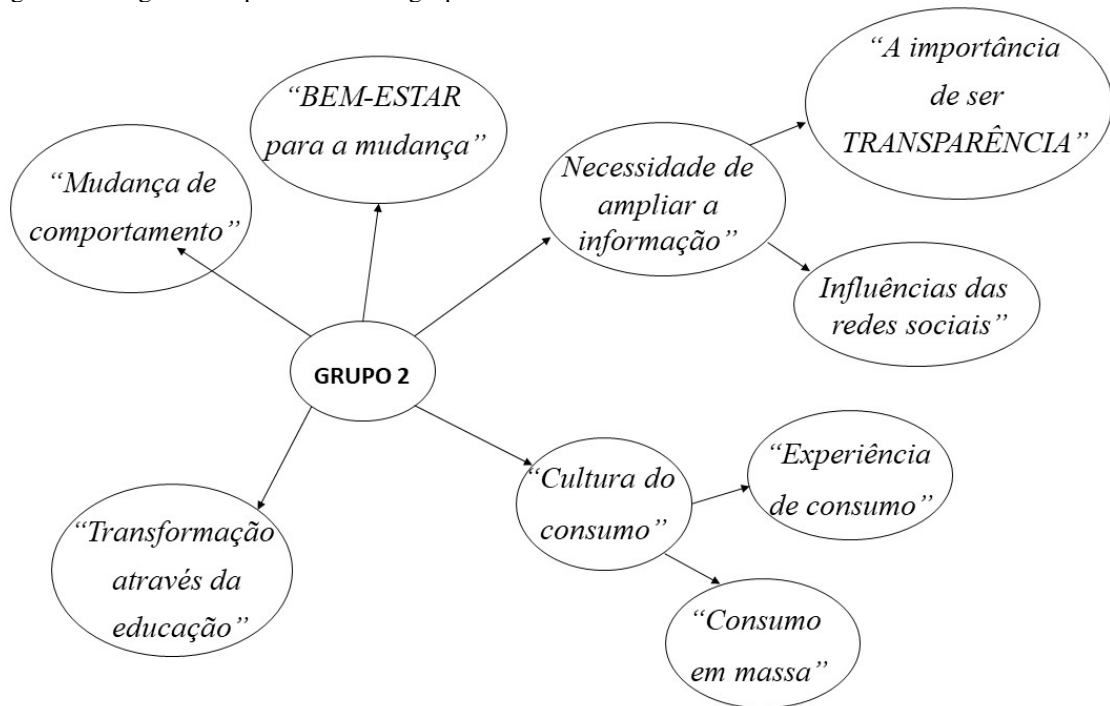 “A importância
de ser
TRANSPARÊNCIA”
“BEM-ESTAR
para a mudança”
“Mudança de
comportamento”
Necessidade de
ampliar a
informação”
Influências das
redes sociais”
GRUPO 2
“Cultura do
consumo”
“Experiência
de consumo”
“Transformação
através da
educação”
“Consumo
em massa”